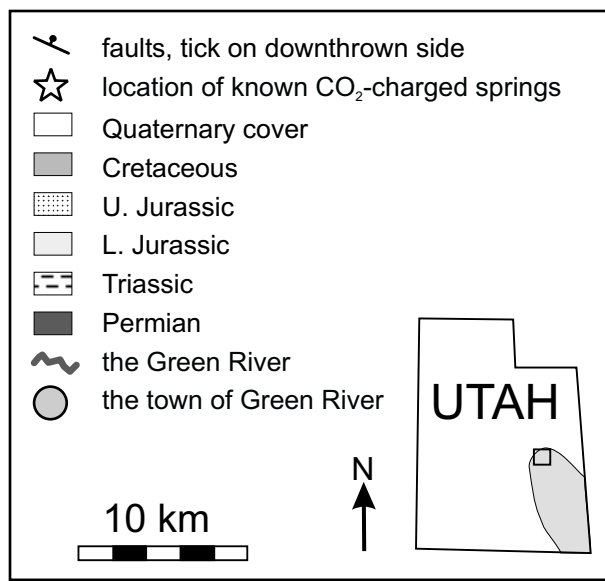 faults, tick on downthrown side
location of known CO₂-charged springs
Quaternary cover
Cretaceous
U. Jurassic
L. Jurassic
Triassic
Permian
the Green River
the town of Green River
UTAH
N
10 km